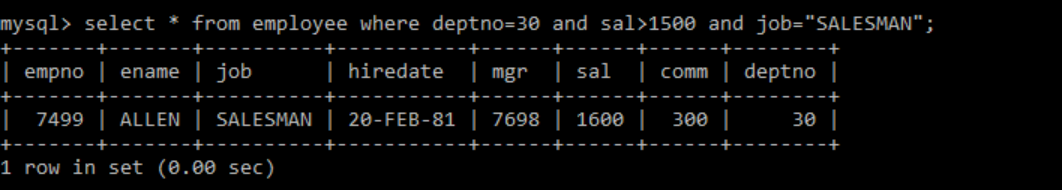 mysql> select * from employee where deptno=30 and sal>1500 and job="SALESMAN";
+-------+-------+----------+-----------+------+------+------+--------+
| empno | ename | job      | hiredate  | mgr  | sal  | comm | deptno |
+-------+-------+----------+-----------+------+------+------+--------+
|  7499 | ALLEN | SALESMAN | 20-FEB-81 | 7698 | 1600 |  300 |     30 |
+-------+-------+----------+-----------+------+------+------+--------+
1 row in set (0.00 sec)